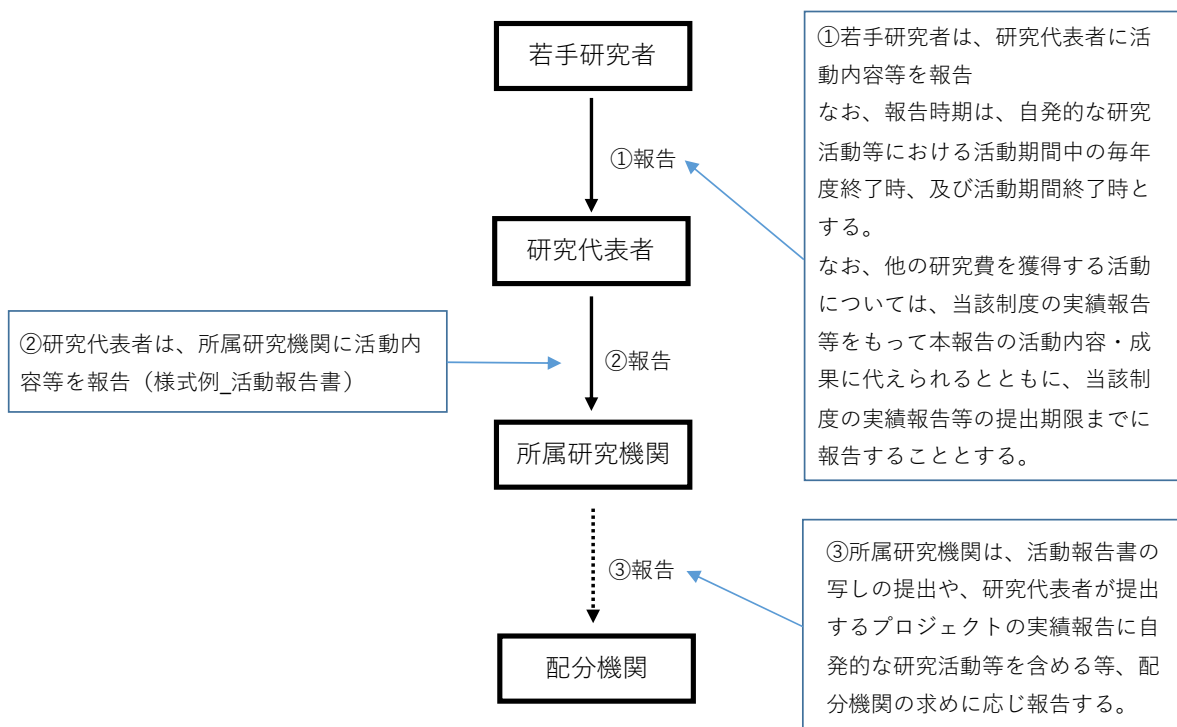 若手研究者
①若手研究者は、研究代表者に活
動内容等を報告
なお、報告時期は、自発的な研究
活動等における活動期間中の毎年
度終了時、及び活動期間終了時と
する。
なお、他の研究費を獲得する活動
については、当該制度の実績報告
等をもって本報告の活動内容・成
果に代えられるとともに、当該制
度の実績報告等の提出期限までに
報告することとする。
①報告
研究代表者
②研究代表者は、所属研究機関に活動内
容等を報告（様式例_活動報告書）
②報告
所属研究機関
③報告
③所属研究機関は、活動報告書の
写しの提出や、研究代表者が提出
するプロジェクトの実績報告に自
発的な研究活動等を含める等、配
分機関の求めに応じ報告する。
配分機関